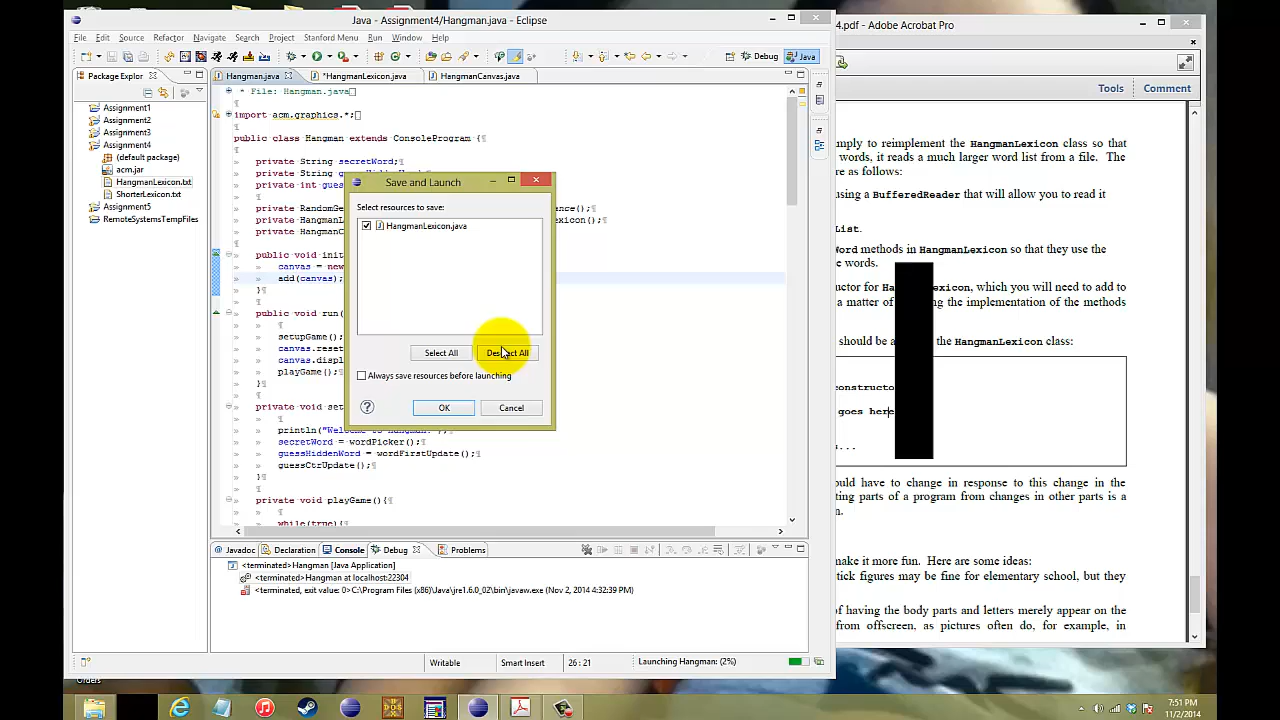 Java - Assignment4/Hangman.java - Eclipse
4.pdf - Adobe Acrobat Pro
File Edit Source Refactor Navigate Search Project Stanford Menu Run Window Help
Debug Java
Package Explor
Hangman.java *HangmanLexicon.java HangmanCanvas.java
Tools Comment
Assignment1
Assignment2
Assignment3
Assignment4
(default package)
acm.jar
HangmanLexicon.txt
ShorterLexicon.txt
Assignment5
RemoteSystemsTempFiles
* File: Hangman.java
import acm.graphics.*;
public class Hangman extends ConsoleProgram {
private String secretWord;
private String
private int gues
private RandomGe
ance();
private HangmanL
xicon();
private HangmanC
public void init
canvas = new
add(canvas);
}
public void run(
setupGame();
canvas.reset
canvas.displ
playGame();
}
private void set
println("Welcome to Hangman!");
secretWord = wordPicker();
guessHiddenWord = wordFirstUpdate();
guessCtrUpdate();
}
private void playGame(){
while(true){
Save and Launch
Select resources to save:
HangmanLexicon.java
Select All Deselect All
Always save resources before launching
OK Cancel
mply to reimplement the HangmanLexicon class so that
words, it reads a much larger word list from a file. The
re as follows:
using a BufferedReader that will allow you to read it
List.
Word methods in HangmanLexicon so that they use the
e words.
ctor for Ha exicon, which you will need to add to
a matter of g the implementation of the methods
should be a the HangmanLexicon class:
constructo
goes here
s...
ould have to change in response to this change in the
ting parts of a program from changes in other parts is a
n.
make it more fun. Here are some ideas:
tick figures may be fine for elementary school, but they
of having the body parts and letters merely appear on the
from offscreen, as pictures often do, for example, in
Javadoc Declaration Console Debug Problems
<terminated>Hangman [Java Application]
<terminated>Hangman at localhost:22304
<terminated, exit value: 0>C:\Program Files (x86)\Java\jre1.6.0_02\bin\javaw.exe (Nov 2, 2014 4:32:39 PM)
Writable Smart Insert 26 : 21 Launching Hangman: (2%)
Orders
7:51 PM
11/2/2014